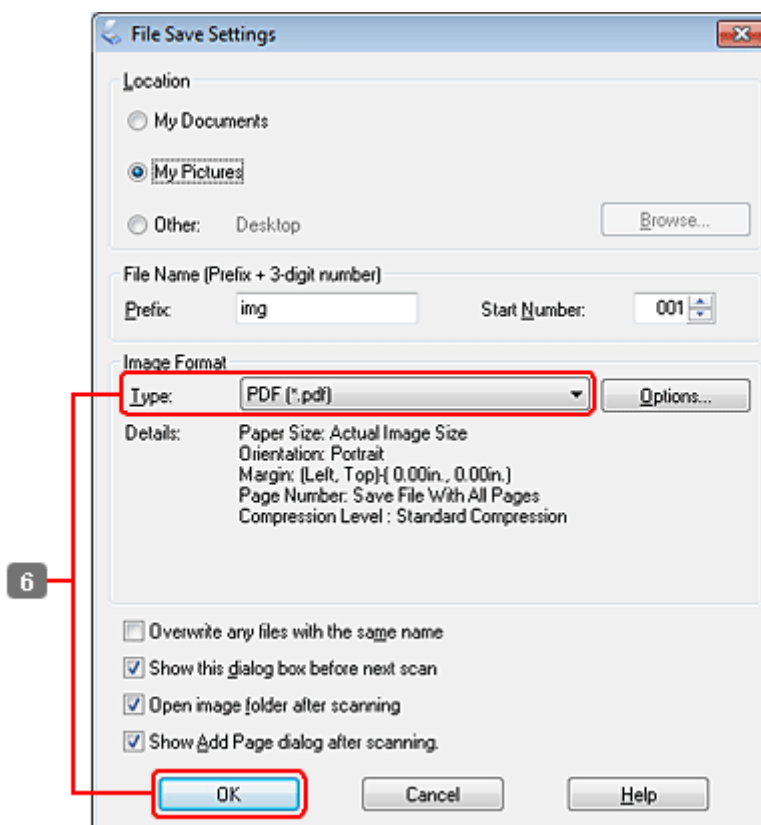 File Save Settings
Location
My Documents
My Pictures
Other: Desktop Browse...
File Name (Prefix + 3-digit number)
Prefix: img Start Number: 001
Image Format
Type: PDF (*.pdf) Options...
Details: Paper Size: Actual Image Size
Orientation: Portrait
Margin: (Left, Top)-( 0.00in., 0.00in.)
Page Number: Save File With All Pages
Compression Level : Standard Compression
6
Overwrite any files with the same name
Show this dialog box before next scan
Open image folder after scanning
Show Add Page dialog after scanning.
OK Cancel Help